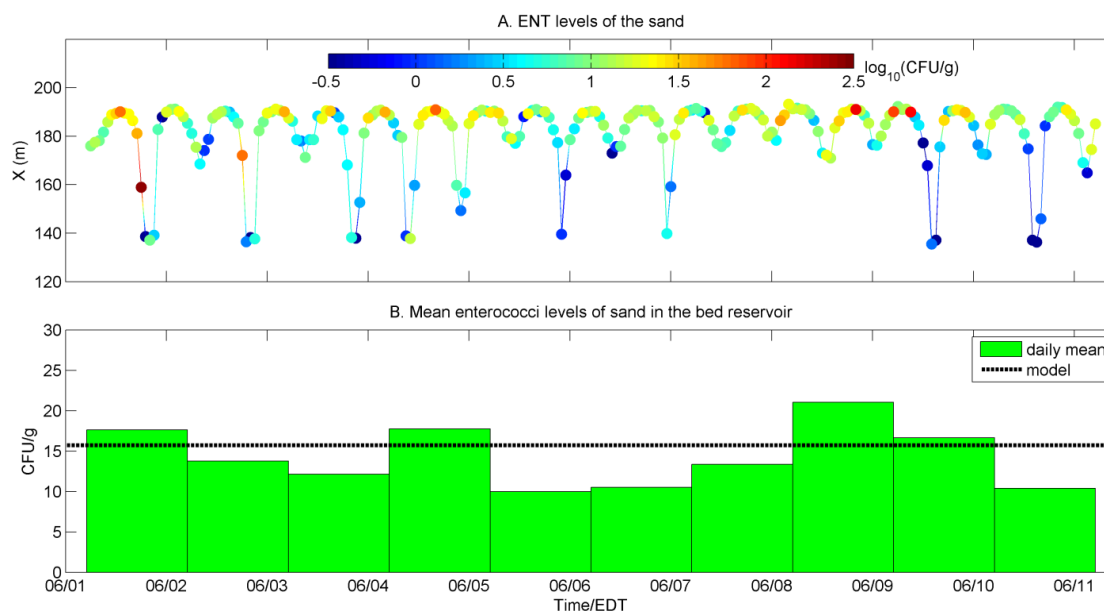 A. ENT levels of the sand
-0.5 0 0.5 1 1.5 2 2.5
log10(CFU/g)
200
180
160
140
120
X (m)
B. Mean enterococci levels of sand in the bed reservoir
30
25
20
15
10
5
0
CFU/g
daily mean
model
06/01 06/02 06/03 06/04 06/05 06/06 06/07 06/08 06/09 06/10 06/11
Time/EDT